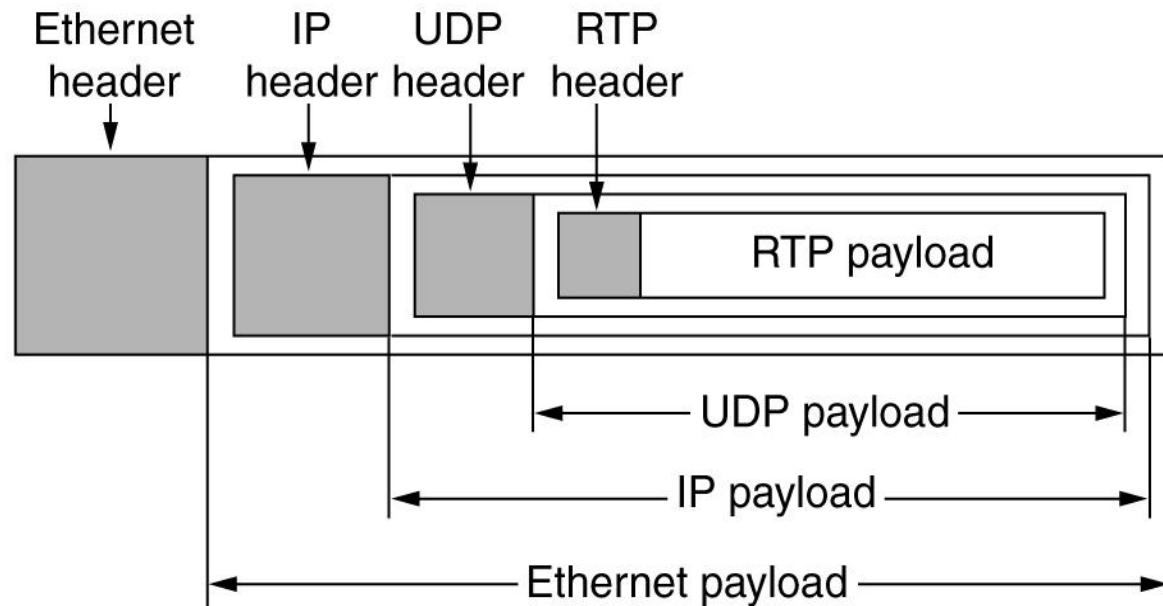 Ethernet header
IP header
UDP header
RTP header
RTP payload
UDP payload
IP payload
Ethernet payload